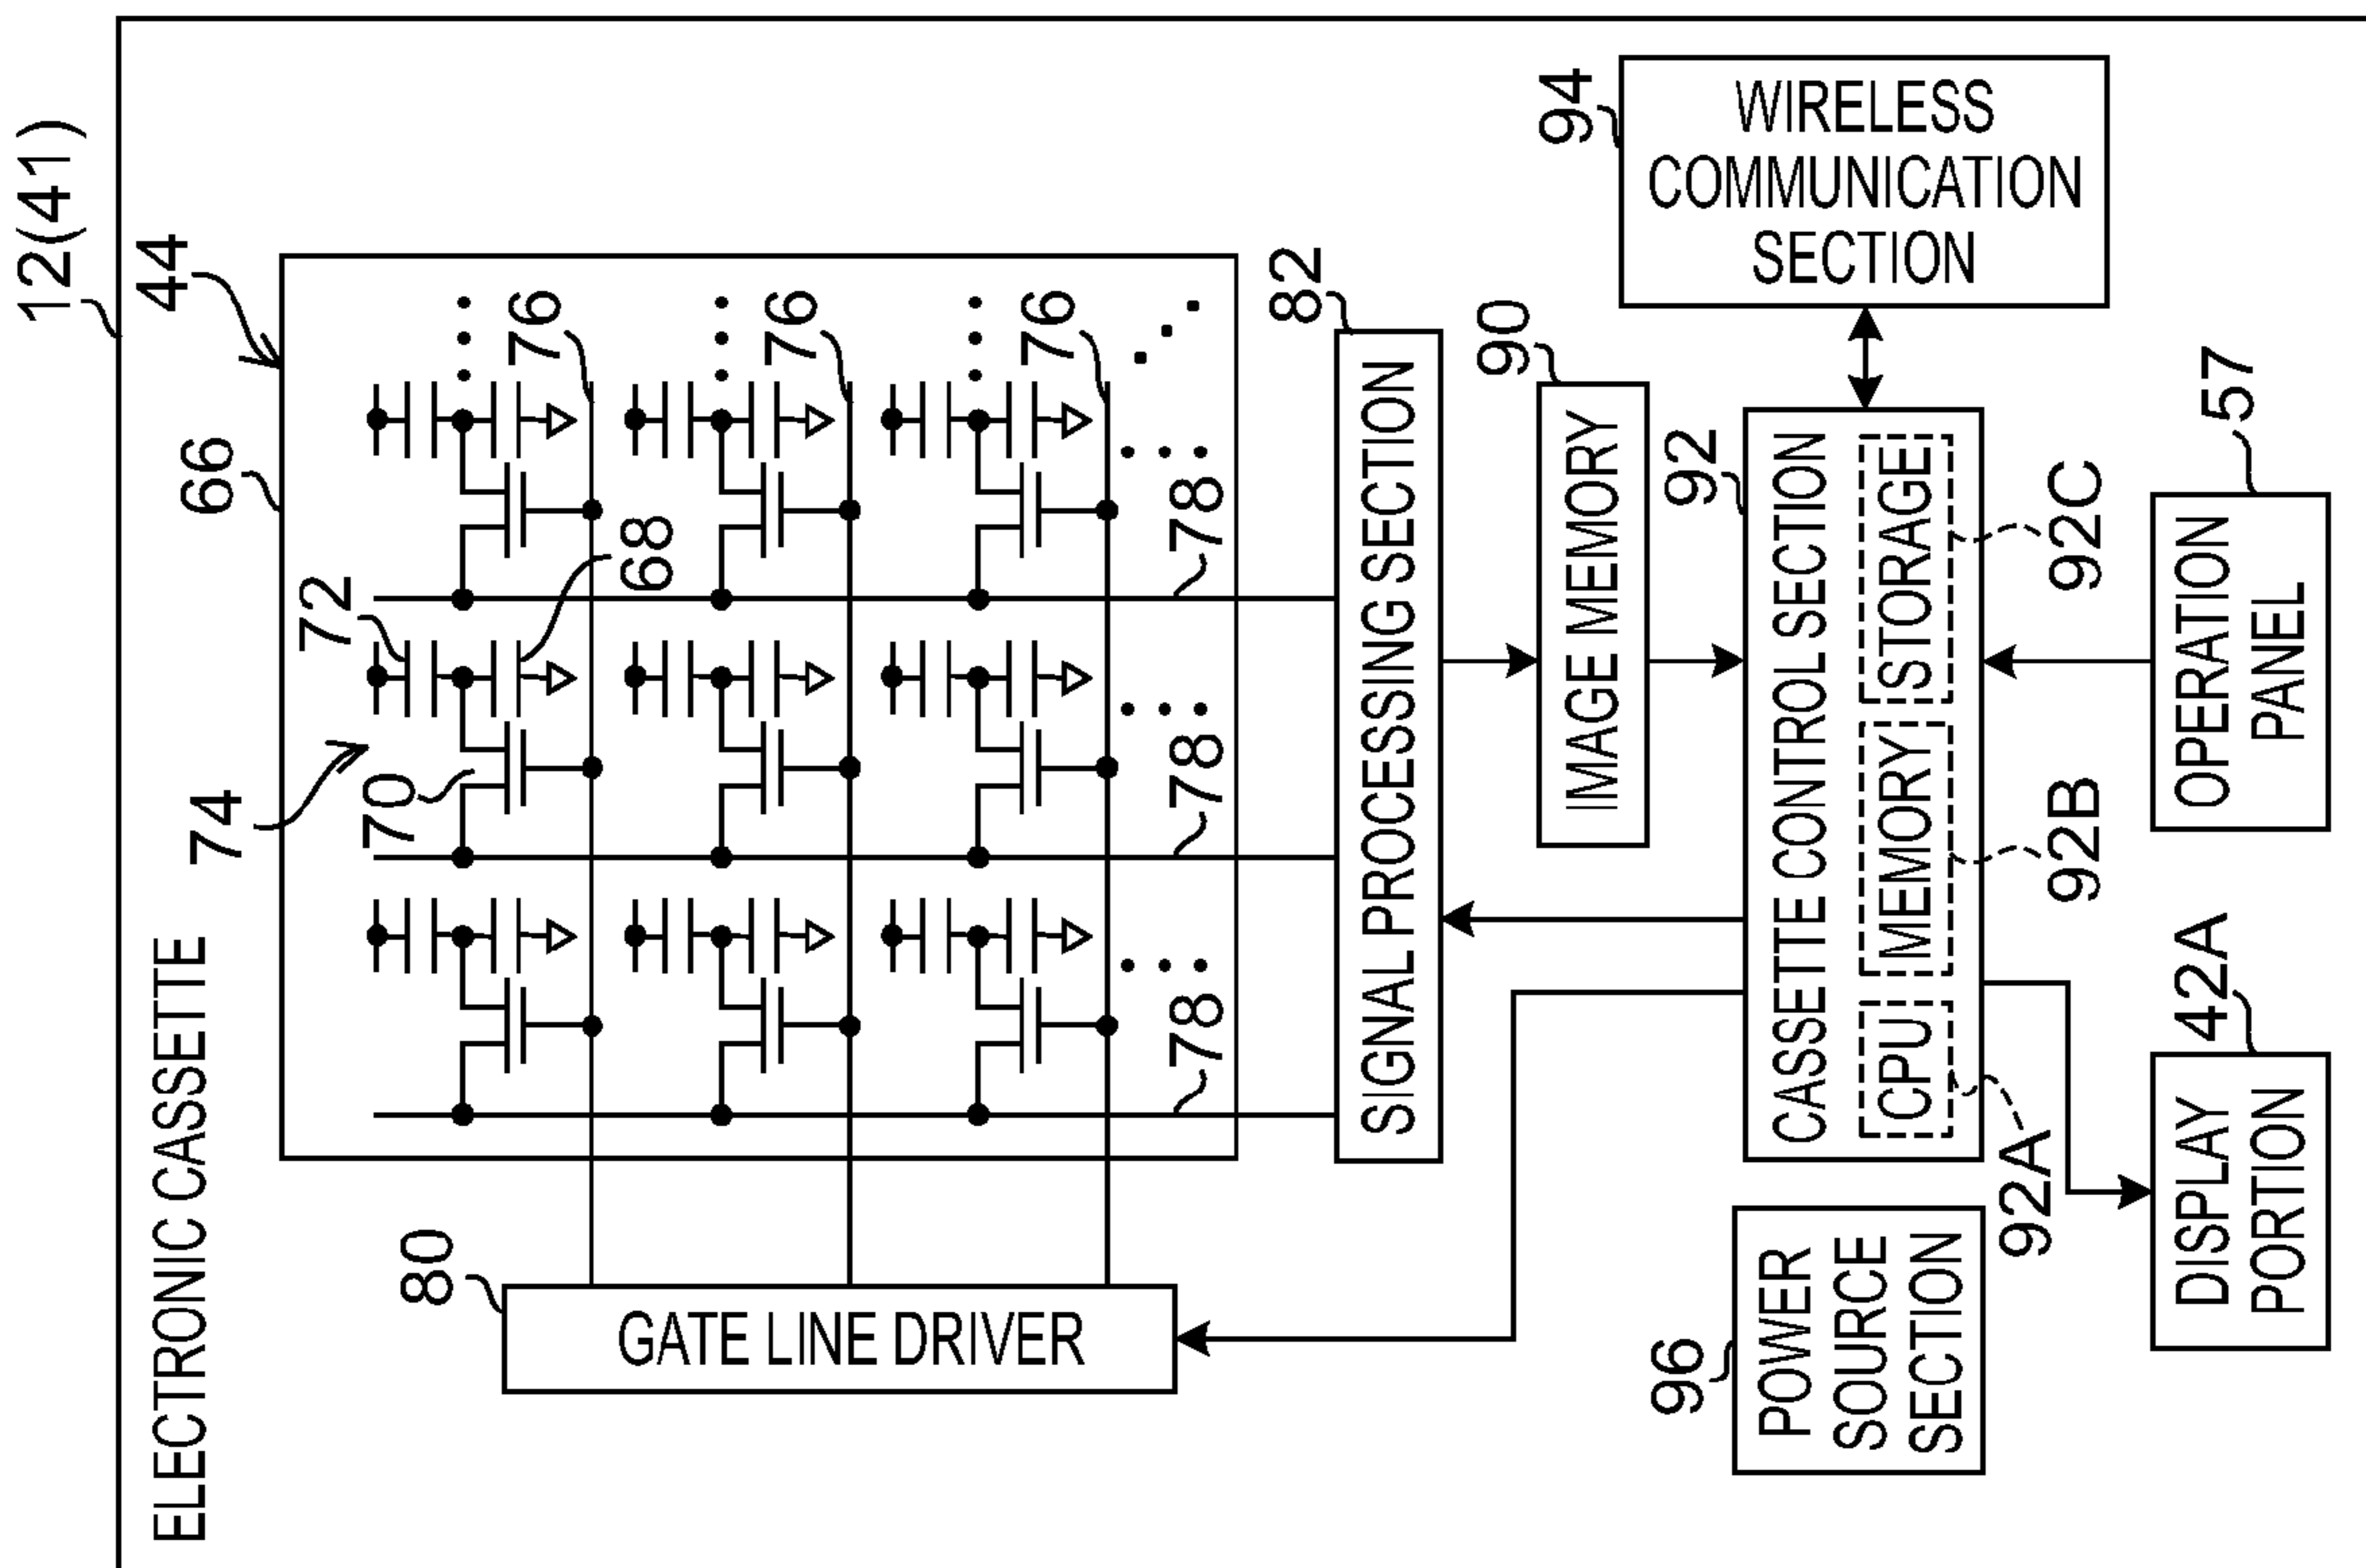 12(41)
ELECTRONIC CASSETTE
44
66
74
72
70
68
76
76
76
78
78
78
80
GATE LINE DRIVER
82
SIGNAL PROCESSING SECTION
90
IMAGE MEMORY
92
CASSETTE CONTROL SECTION
CPU
MEMORY
STORAGE
92A
92B
92C
94
WIRELESS
COMMUNICATION
SECTION
96
POWER
SOURCE
SECTION
42A
DISPLAY
PORTION
57
OPERATION
PANEL